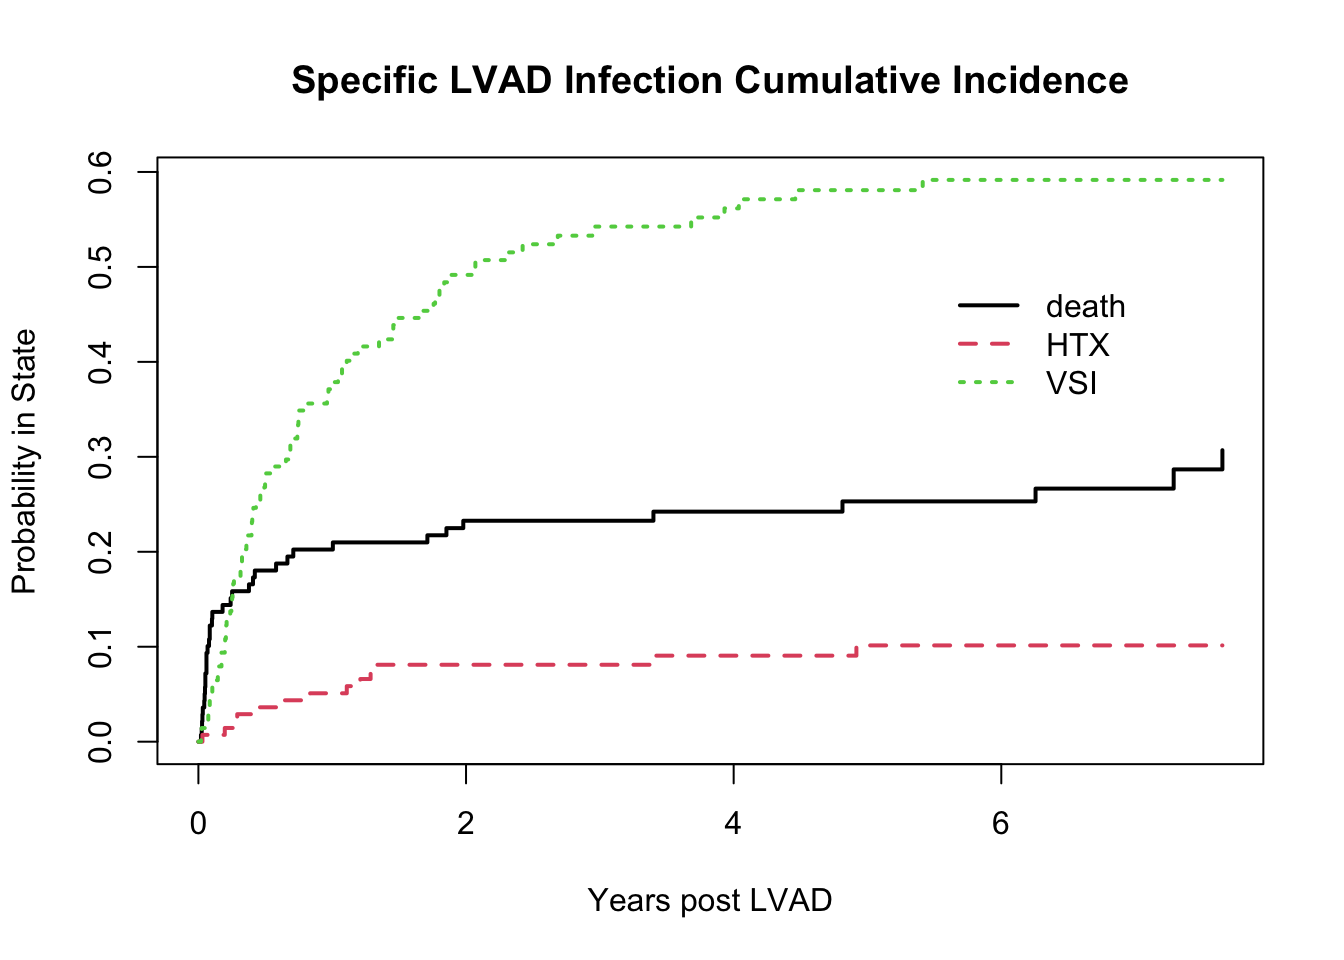 Specific LVAD Infection Cumulative Incidence
Probability in State
0.6
0.5
0.4
0.3
0.2
0.1
0.0
death
HTX
VSI
0 2 4 6
Years post LVAD